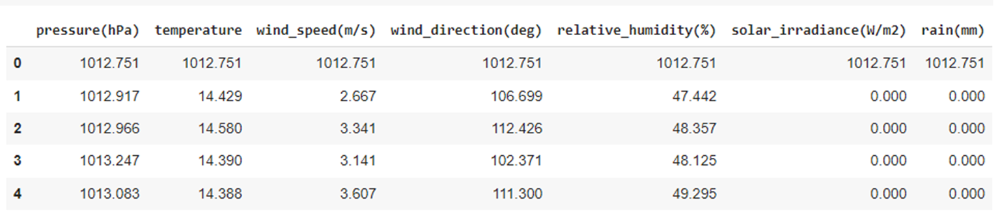 pressure(hPa) temperature wind_speed(m/s) wind_direction(deg) relative_humidity(%) solar_irradiance(W/m2) rain(mm)
0 1012.751 1012.751 1012.751 1012.751 1012.751 1012.751 1012.751
1 1012.917 14.429 2.667 106.699 47.442 0.000 0.000
2 1012.966 14.580 3.341 112.426 48.357 0.000 0.000
3 1013.247 14.390 3.141 102.371 48.125 0.000 0.000
4 1013.083 14.388 3.607 111.300 49.295 0.000 0.000